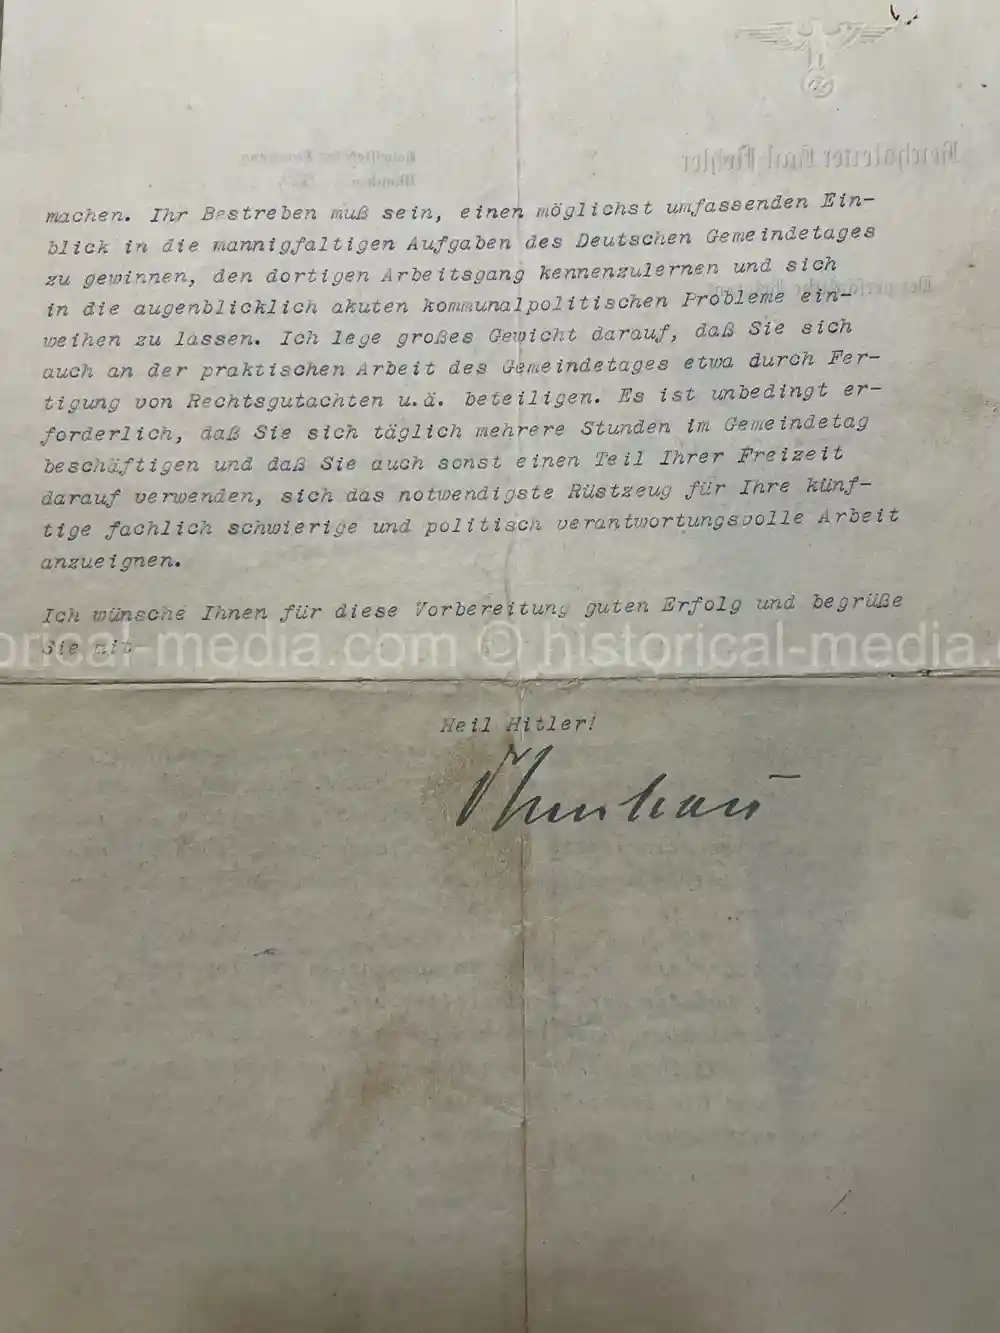 machen. Ihr Bestreben muß sein, einen möglichst umfassenden Ein-
blick in die mannigfaltigen Aufgaben des Deutschen Gemeindetages
zu gewinnen, den dortigen Arbeitsgang kennenzulernen und sich
in die augenblicklich akuten kommunalpolitischen Probleme ein-
weihen zu lassen. Ich lege großes Gewicht darauf, daß Sie sich
auch an der praktischen Arbeit des Gemeindetages etwa durch Fer-
tigung von Rechtsgutachten u.ä. beteiligen. Es ist unbedingt er-
forderlich, daß Sie sich täglich mehrere Stunden im Gemeindetag
beschäftigen und daß Sie auch sonst einen Teil Ihrer Freizeit
darauf verwenden, sich das notwendigste Rüstzeug für Ihre künf-
tige fachlich schwierige und politisch verantwortungsvolle Arbeit
anzueignen.
Ich wünsche Ihnen für diese Vorbereitung guten Erfolg und begrüße
Sie mit
orical-media.com © historical-media.
Heil Hitler!